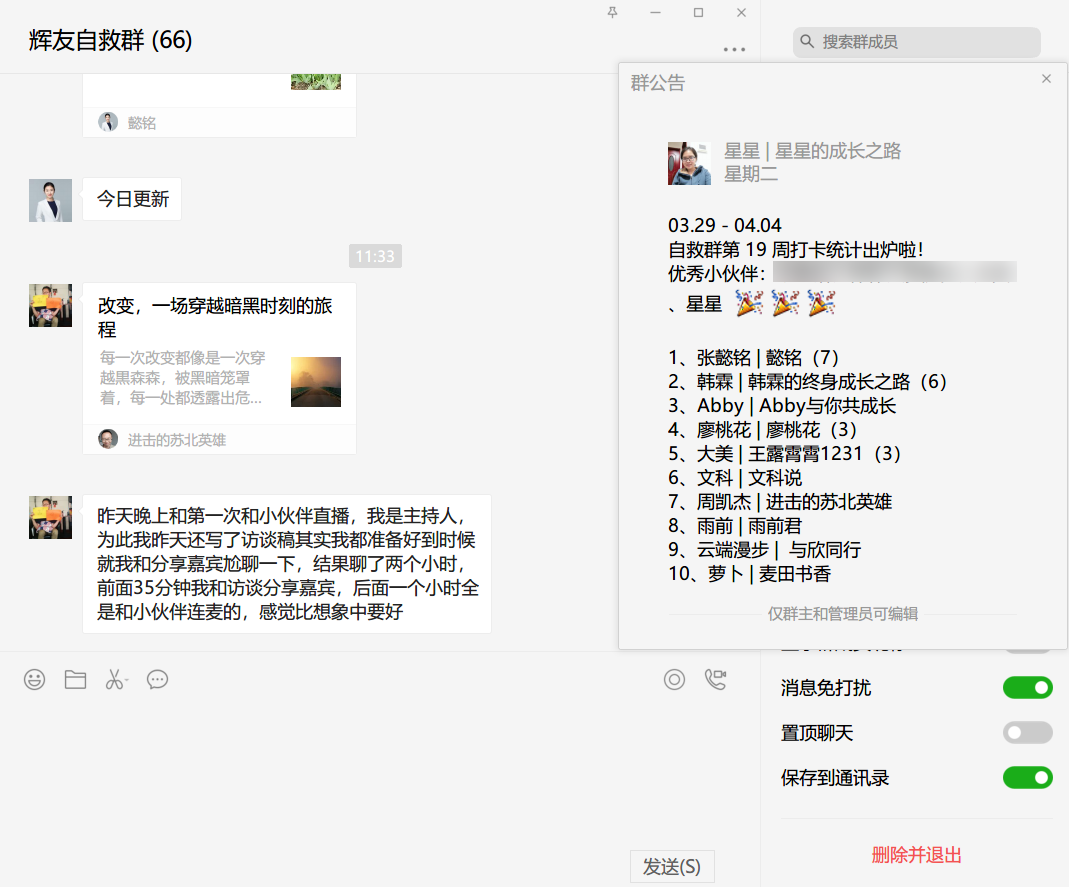 辉友自救群 (66)
搜索群成员
懿铭
今日更新
11:33
改变，一场穿越暗黑时刻的旅
程
每一次改变都像是一次穿
越黑森森，被黑暗笼罩
着，每一处都透露出危...
进击的苏北英雄
昨天晚上和第一次和小伙伴直播，我是主持人，
为此我昨天还写了访谈稿其实我都准备好到时候
就我和分享嘉宾尬聊一下，结果聊了两个小时，
前面35分钟我和访谈分享嘉宾，后面一个小时全
是和小伙伴连麦的，感觉比想象中要好
发送(S)
群公告
星星 | 星星的成长之路
星期二
03.29 - 04.04
自救群第 19 周打卡统计出炉啦！
优秀小伙伴：
、星星 🎉 🎉 🎉
1、张懿铭 | 懿铭（7）
2、韩霖 | 韩霖的终身成长之路（6）
3、Abby | Abby与你共成长
4、廖桃花 | 廖桃花（3）
5、大美 | 王露霄霄1231（3）
6、文科 | 文科说
7、周凯杰 | 进击的苏北英雄
8、雨前 | 雨前君
9、云端漫步 | 与欣同行
10、萝卜 | 麦田书香
仅群主和管理员可编辑
消息免打扰
置顶聊天
保存到通讯录
删除并退出